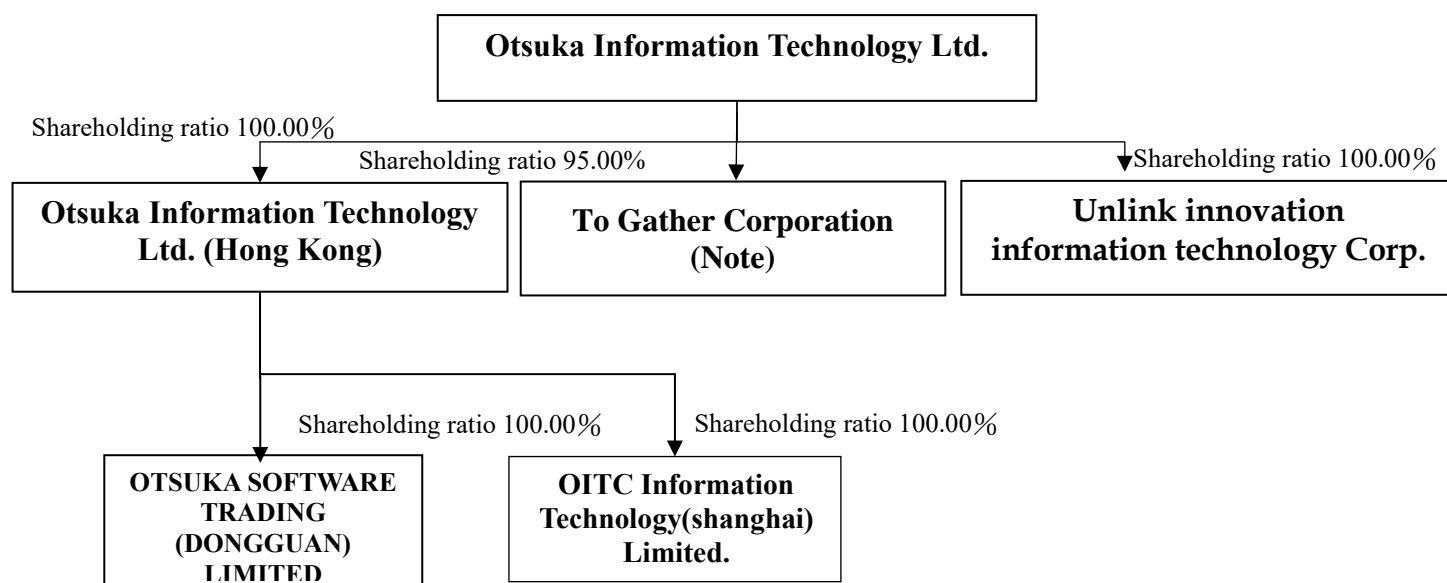 Otsuka Information Technology Ltd.
Shareholding ratio 100.00%
Shareholding ratio 95.00%
Shareholding ratio 100.00%
Otsuka Information Technology
Ltd. (Hong Kong)
To Gather Corporation
(Note)
Unlink innovation
information technology Corp.
Shareholding ratio 100.00%
Shareholding ratio 100.00%
OTSUKA SOFTWARE
TRADING
(DONGGUAN)
LIMITED
OITC Information
Technology(shanghai)
Limited.